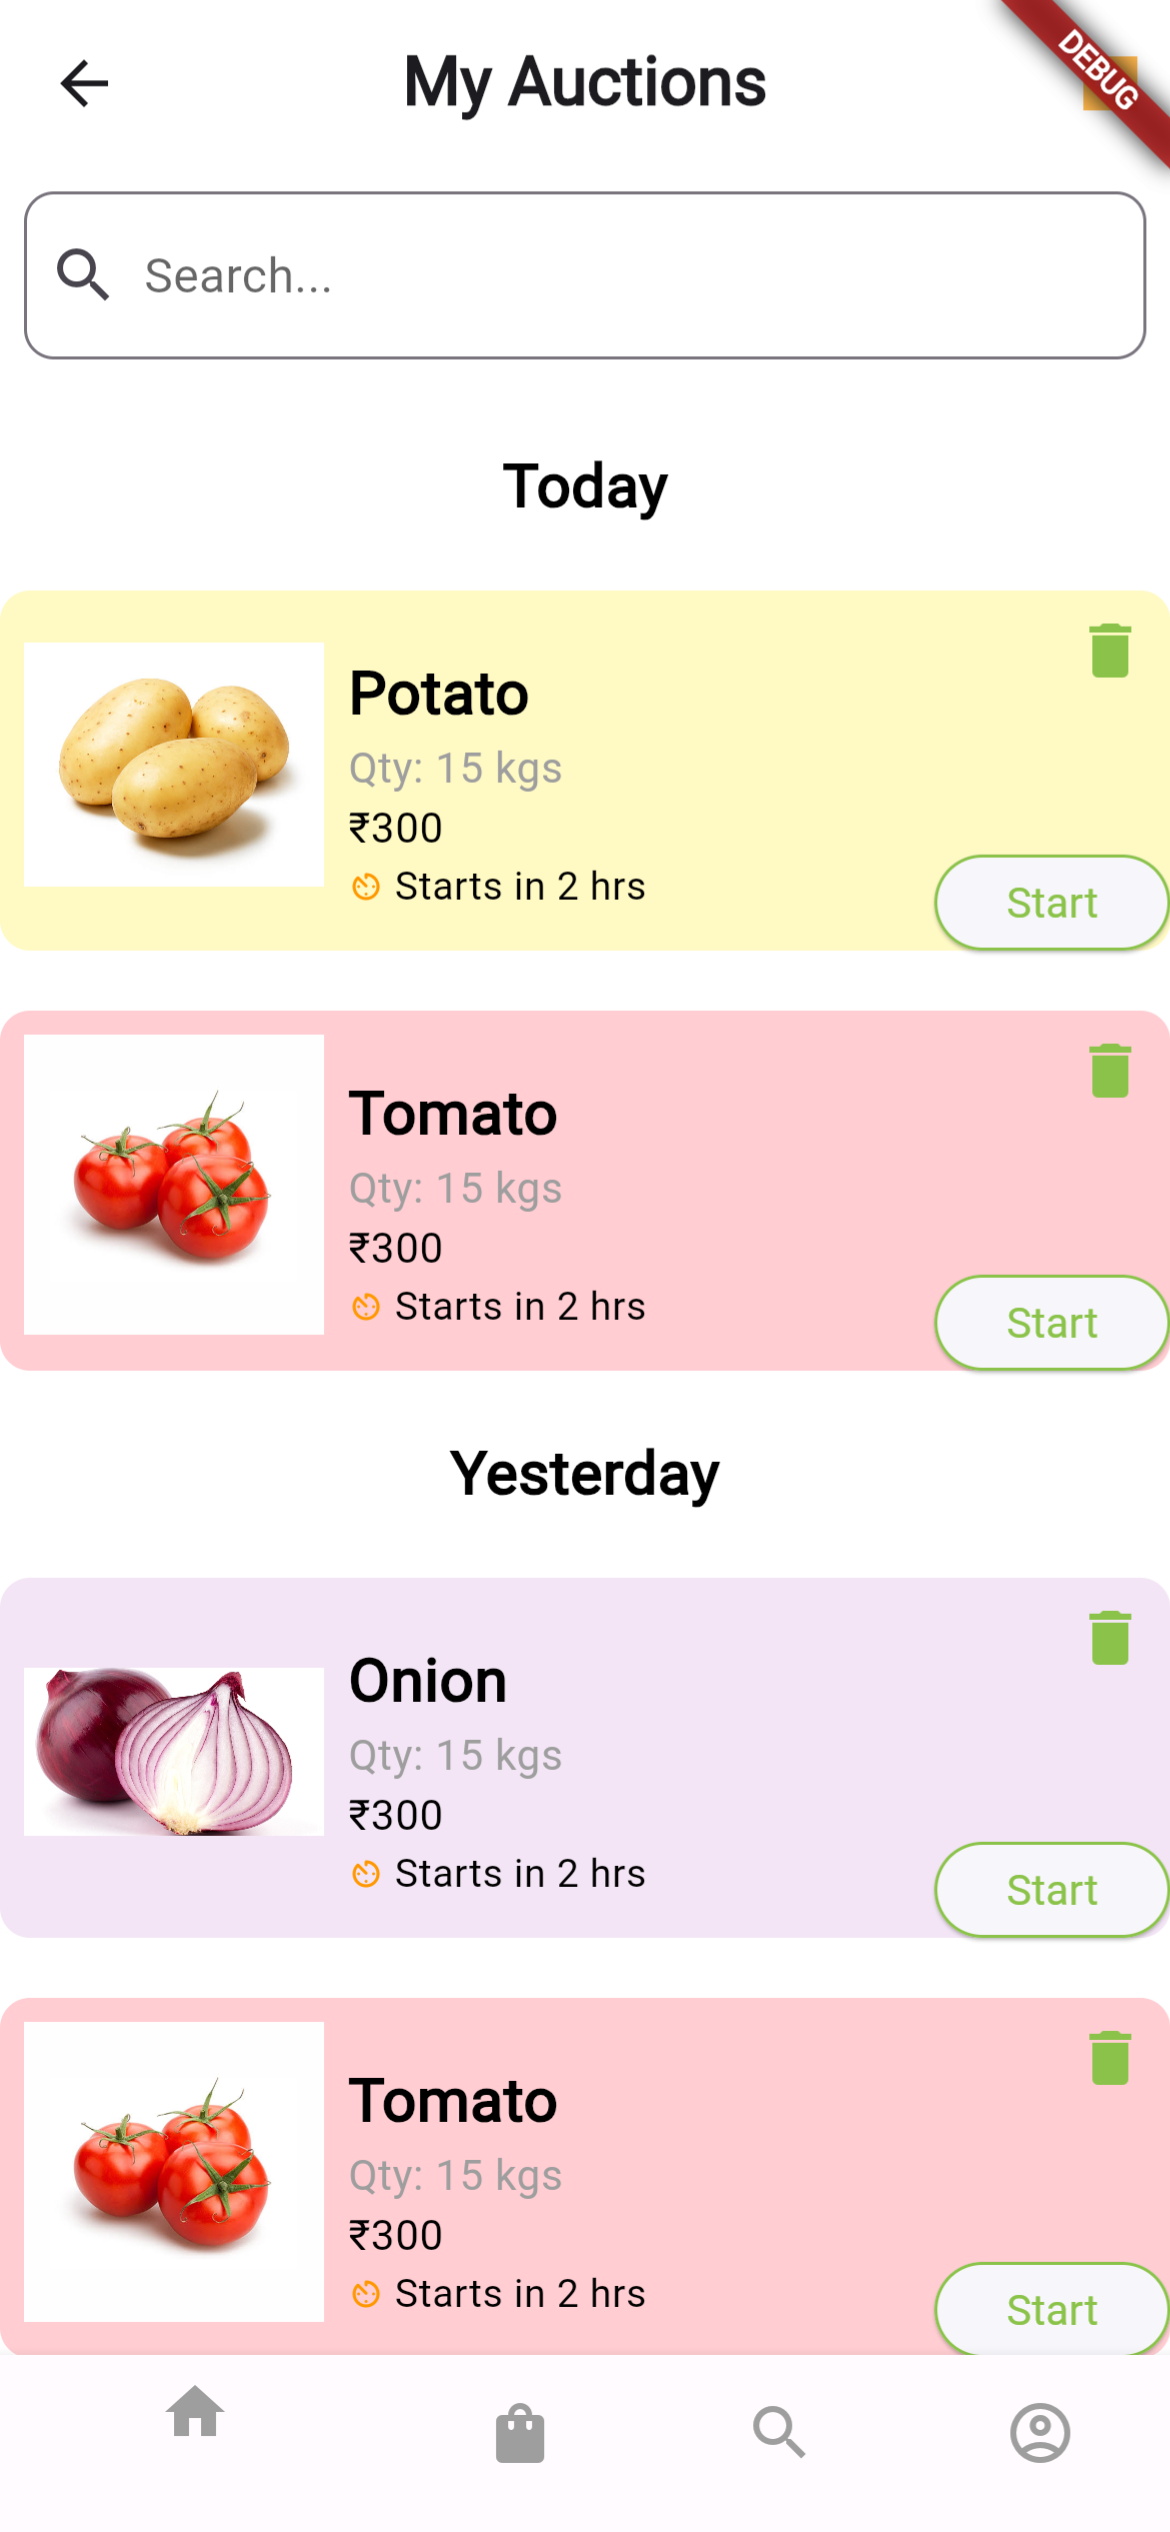 My Auctions
DEBUG
Search...
Today
Potato
Qty: 15 kgs
₹300
Starts in 2 hrs
Start
Tomato
Qty: 15 kgs
₹300
Starts in 2 hrs
Start
Yesterday
Onion
Qty: 15 kgs
₹300
Starts in 2 hrs
Start
Tomato
Qty: 15 kgs
₹300
Starts in 2 hrs
Start